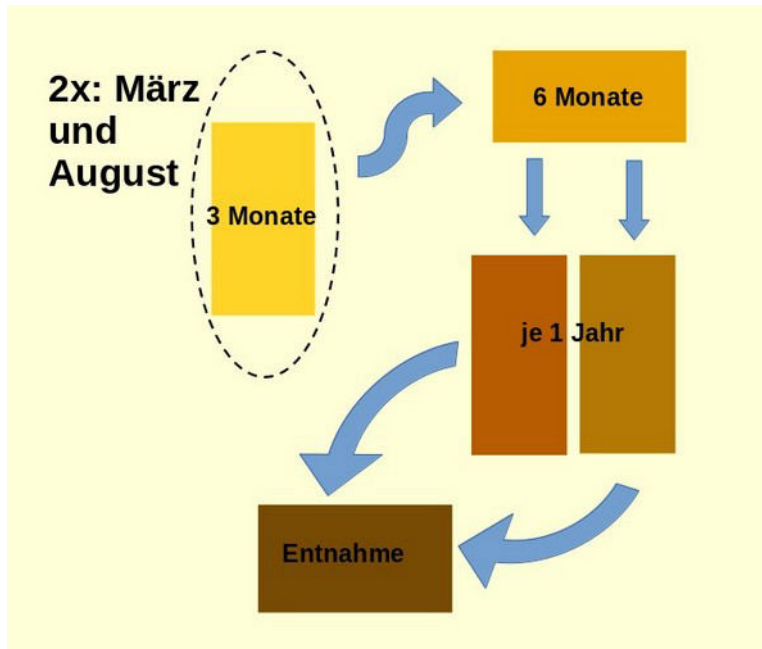 2x: März
und
August
3 Monate
6 Monate
je 1 Jahr
Entnahme